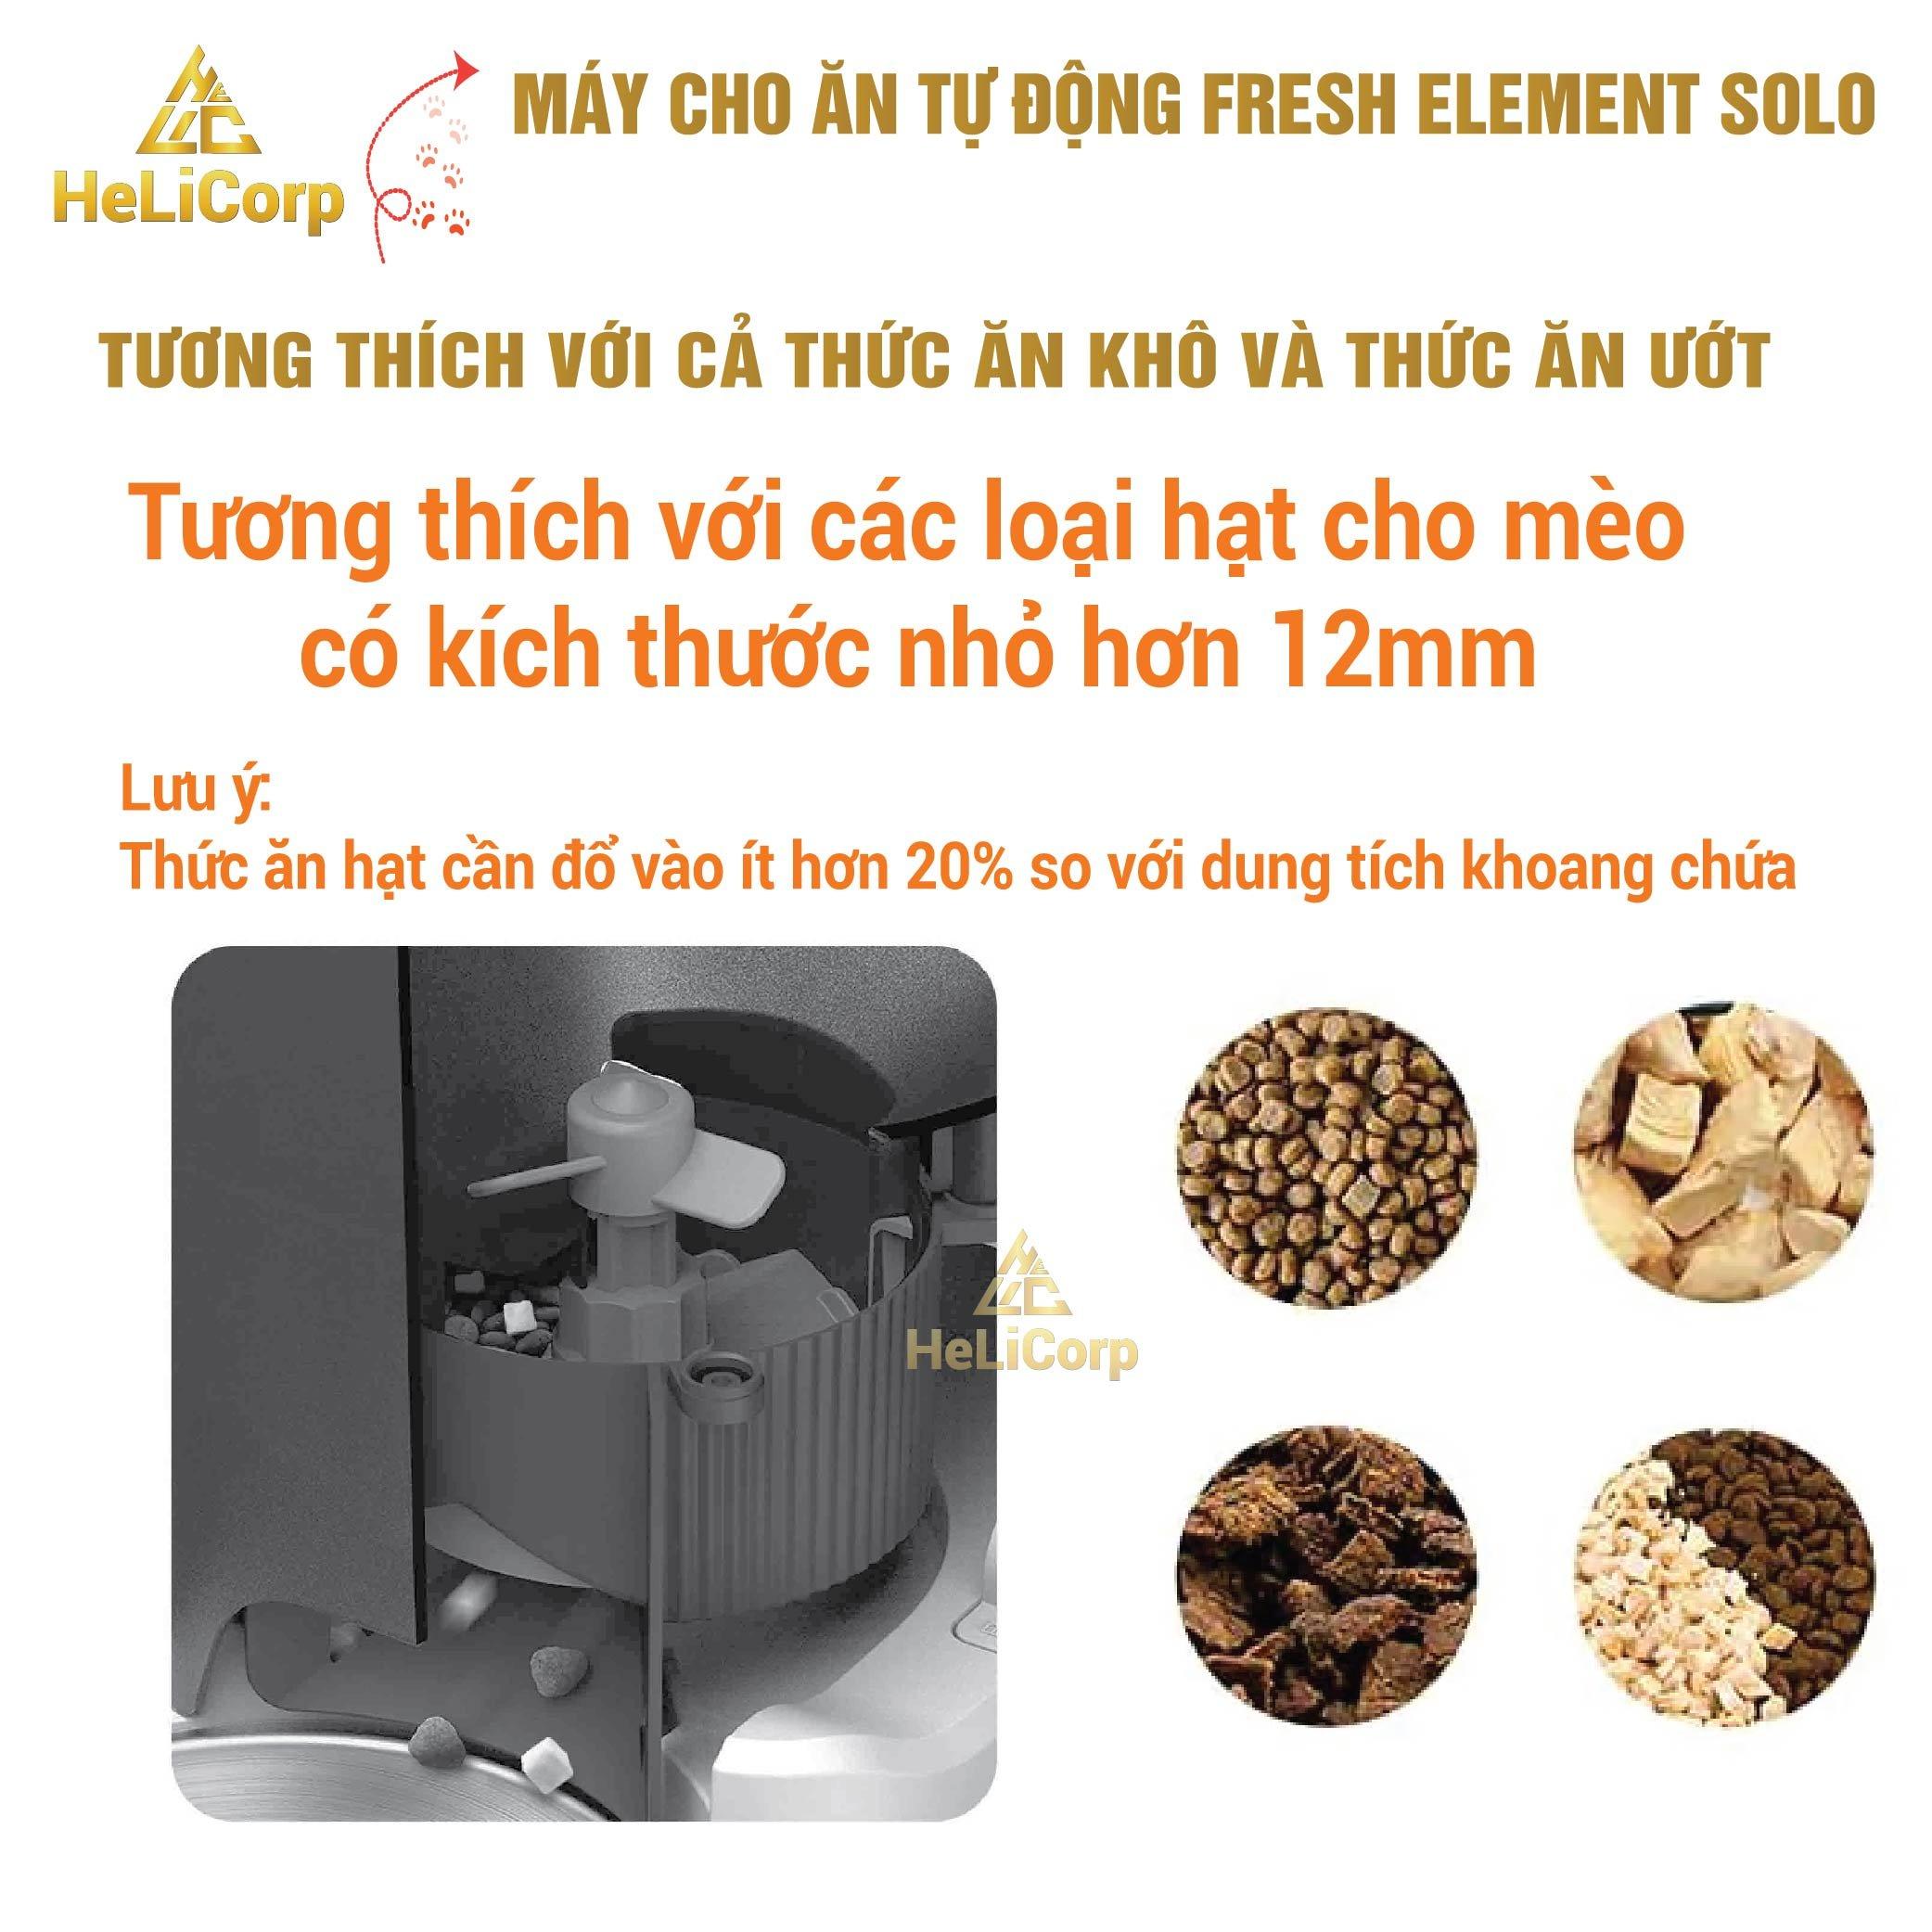 HeLiCorp
MÁY CHO ĂN TỰ ĐỘNG FRESH ELEMENT SOLO
TƯƠNG THÍCH VỚI CẢ THỨC ĂN KHÔ VÀ THỨC ĂN ƯỚT
Tương thích với các loại hạt cho mèo
có kích thước nhỏ hơn 12mm
Lưu ý:
Thức ăn hạt cần đổ vào ít hơn 20% so với dung tích khoang chứa
HeLiCorp